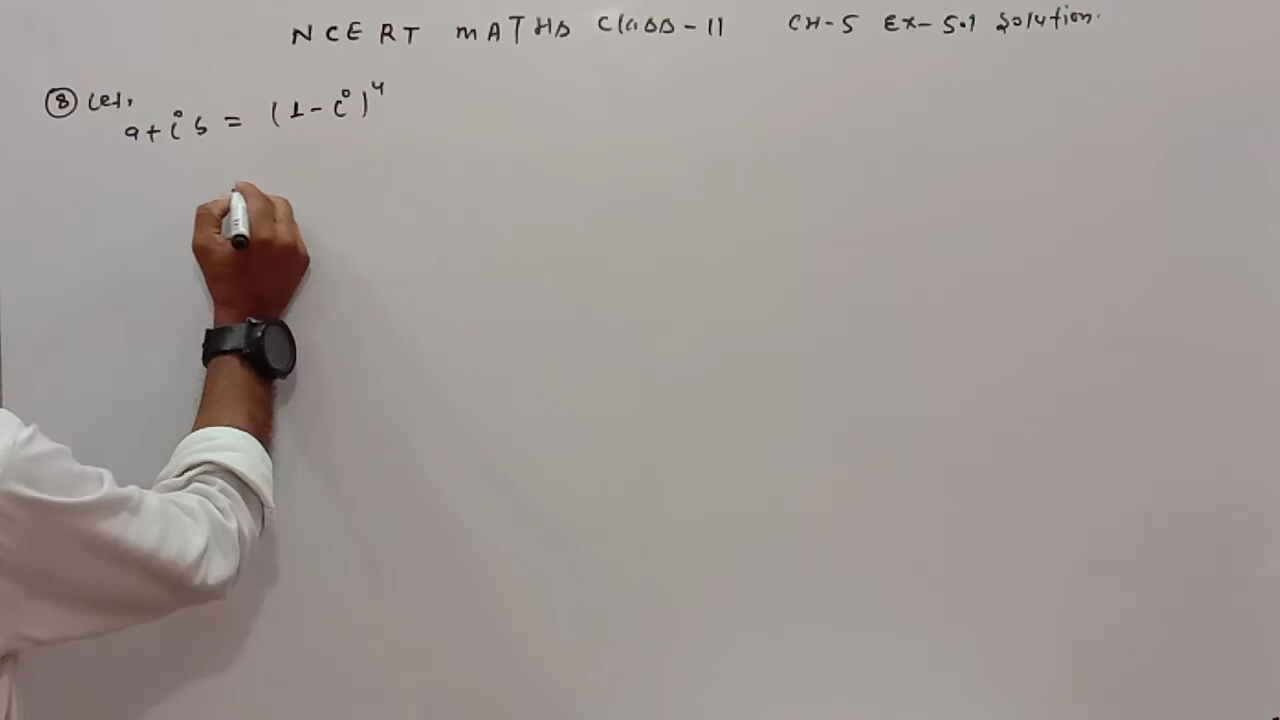 NCERT MATHS Class-11 CH-5 Ex-5.1 Solution.
⑧ Let,
a+ib = (1-i)⁴